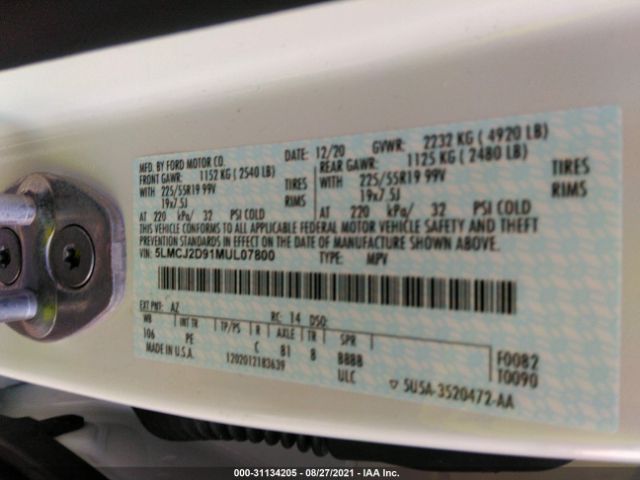 MFD. BY FORD MOTOR CO. DATE: 12/20 GVWR: 2232 KG ( 4920 LB)
FRONT GAWR: 1152 KG ( 2540 LB) REAR GAWR: 1125 KG ( 2480 LB)
WITH 225/55R19 99V TIRES WITH 225/55R19 99V TIRES
19x7.5J RIMS 19x7.5J RIMS
AT 220 kPa/ 32 PSI COLD AT 220 kPa/ 32 PSI COLD
THIS VEHICLE CONFORMS TO ALL APPLICABLE FEDERAL MOTOR VEHICLE SAFETY AND THEFT
PREVENTION STANDARDS IN EFFECT ON THE DATE OF MANUFACTURE SHOWN ABOVE.
VIN: 5LMCJ2D91MUL07800 TYPE: MPV
EXT PNT: AZ RC: 14 DSO:
WB INT TR TP/PS R AXLE TR SPR
106 PE C 81 8 BBBB F0082
MADE IN U.S.A. 1202012183639 ULC T0090
5U5A-3520472-AA
000-31134205 - 08/27/2021 - IAA Inc.